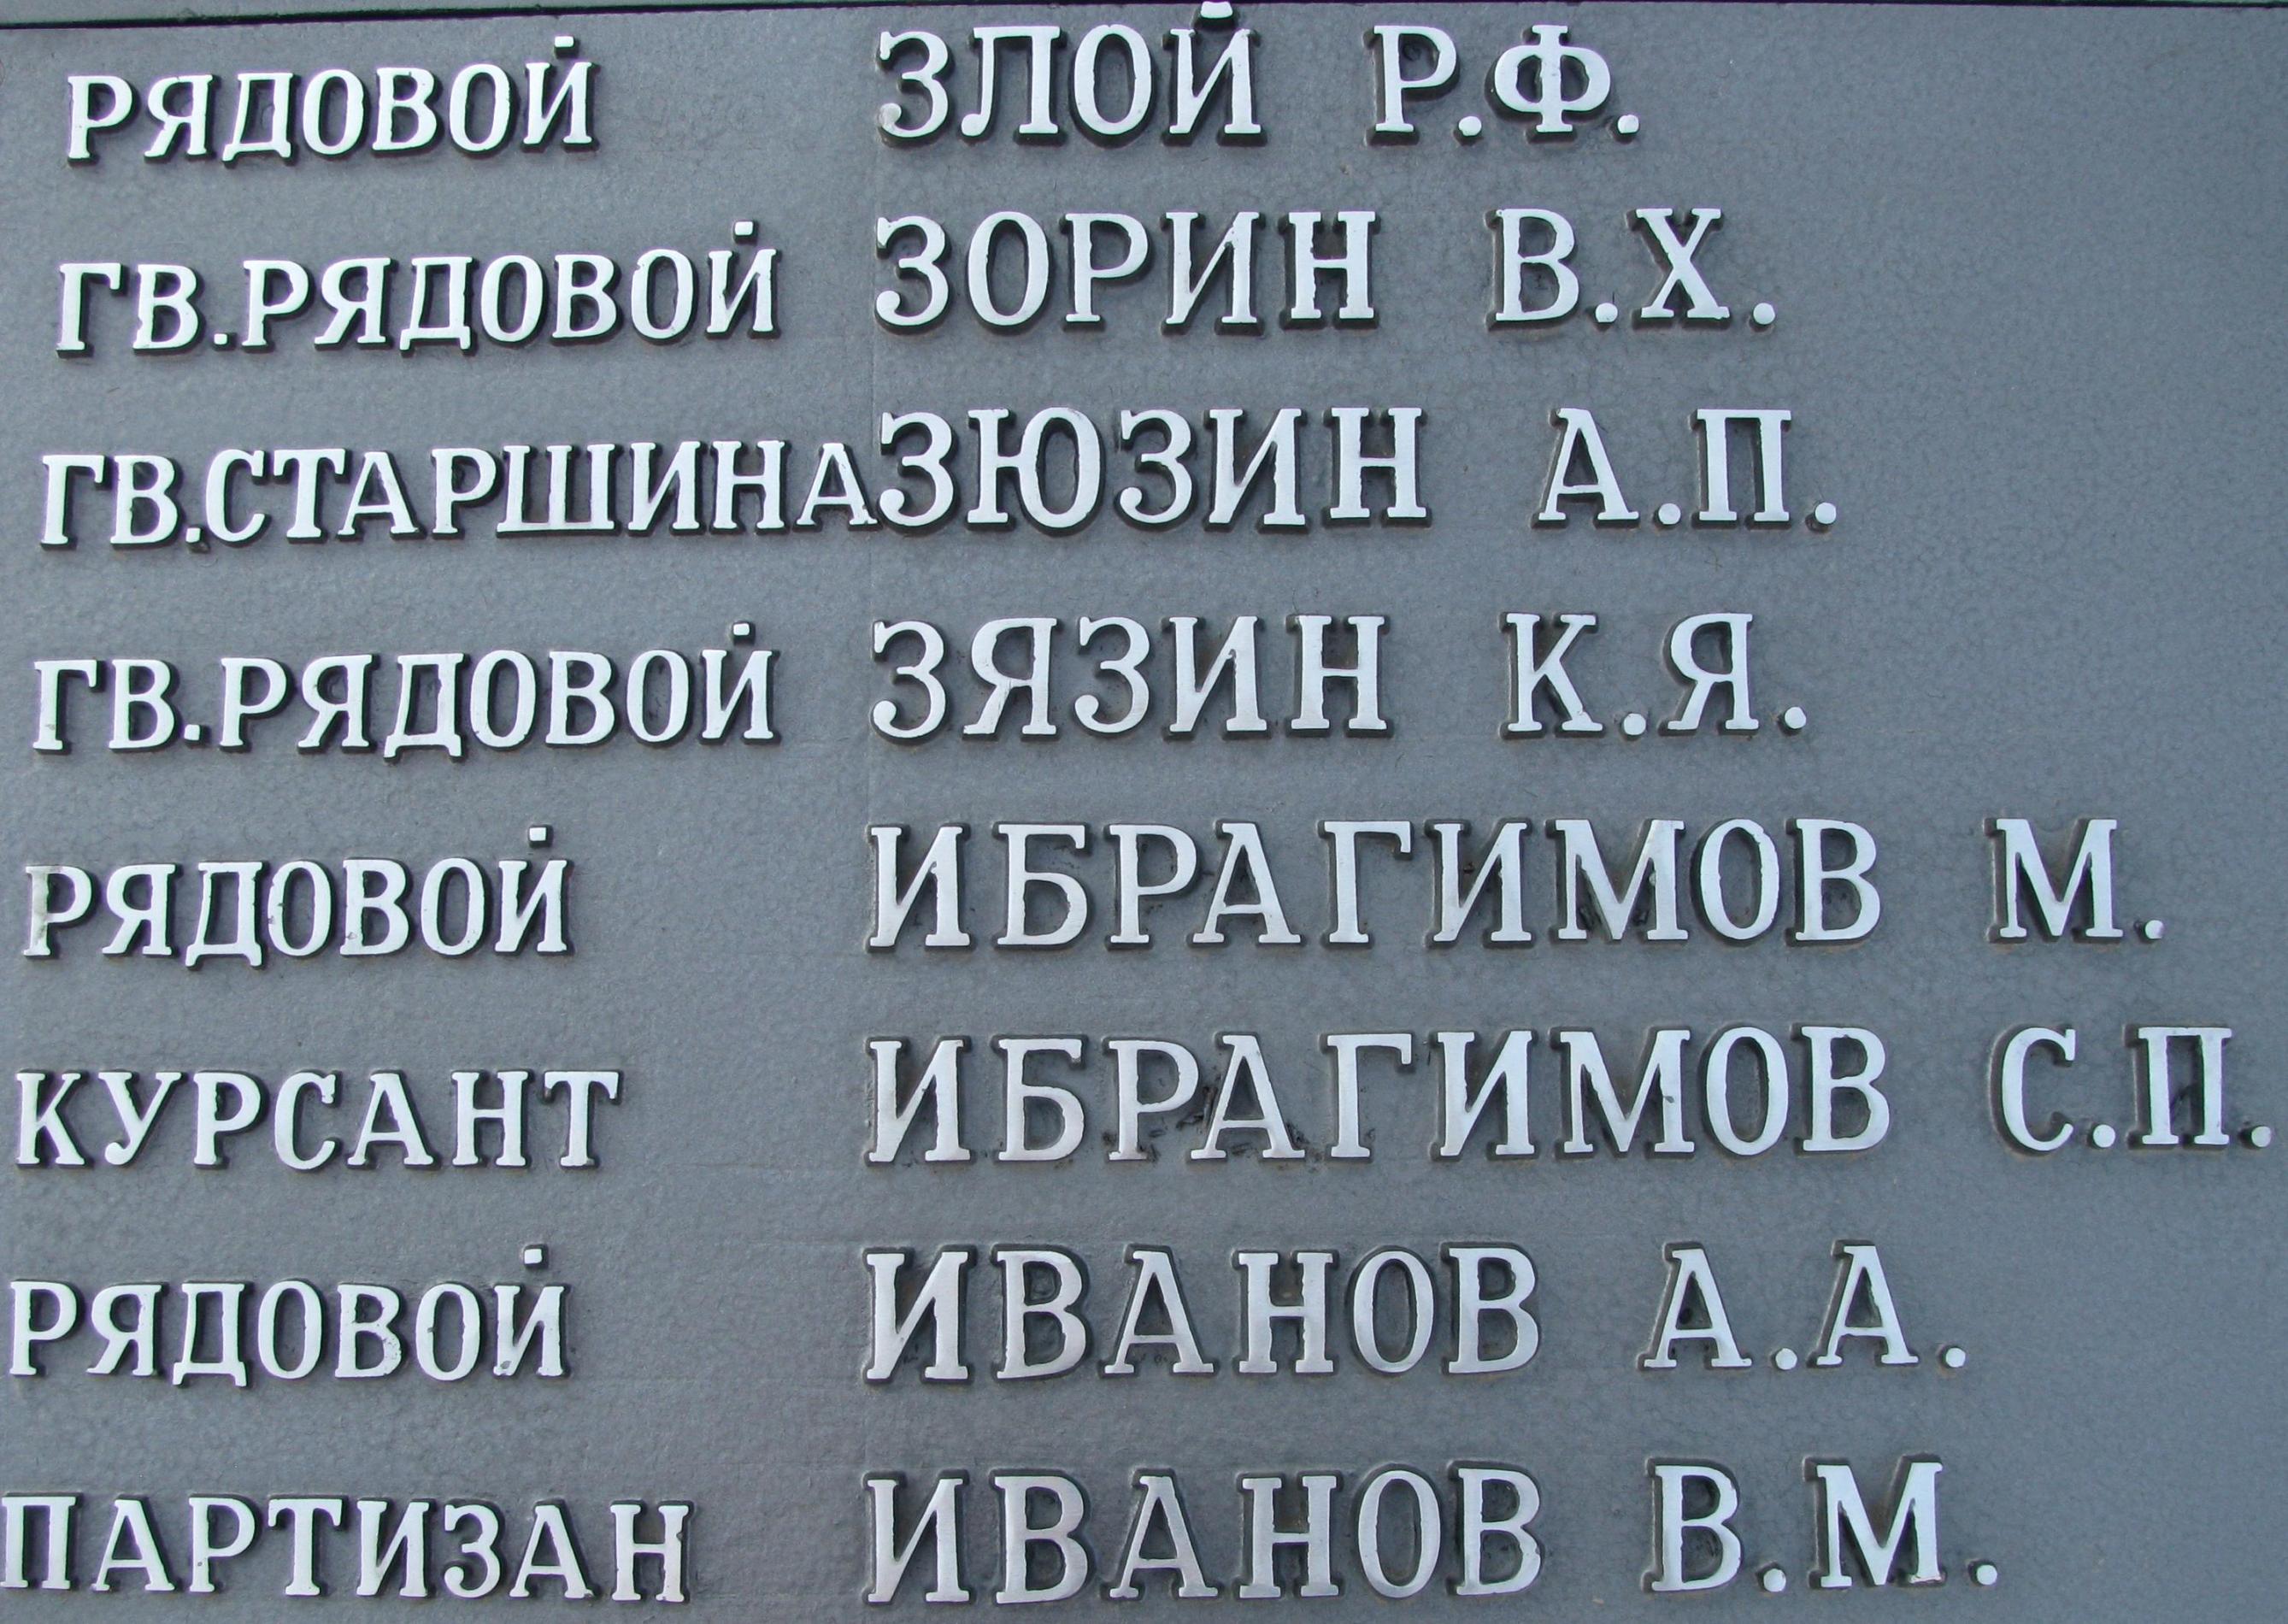 РЯДОВОЙ ЗЛОЙ Р.Ф.
ГВ.РЯДОВОЙ ЗОРИН В.Х.
ГВ.СТАРШИНА ЗЮЗИН А.П.
ГВ.РЯДОВОЙ ЗЯЗИН К.Я.
РЯДОВОЙ ИБРАГИМОВ М.
КУРСАНТ ИБРАГИМОВ С.П.
РЯДОВОЙ ИВАНОВ А.А.
ПАРТИЗАН ИВАНОВ В.М.